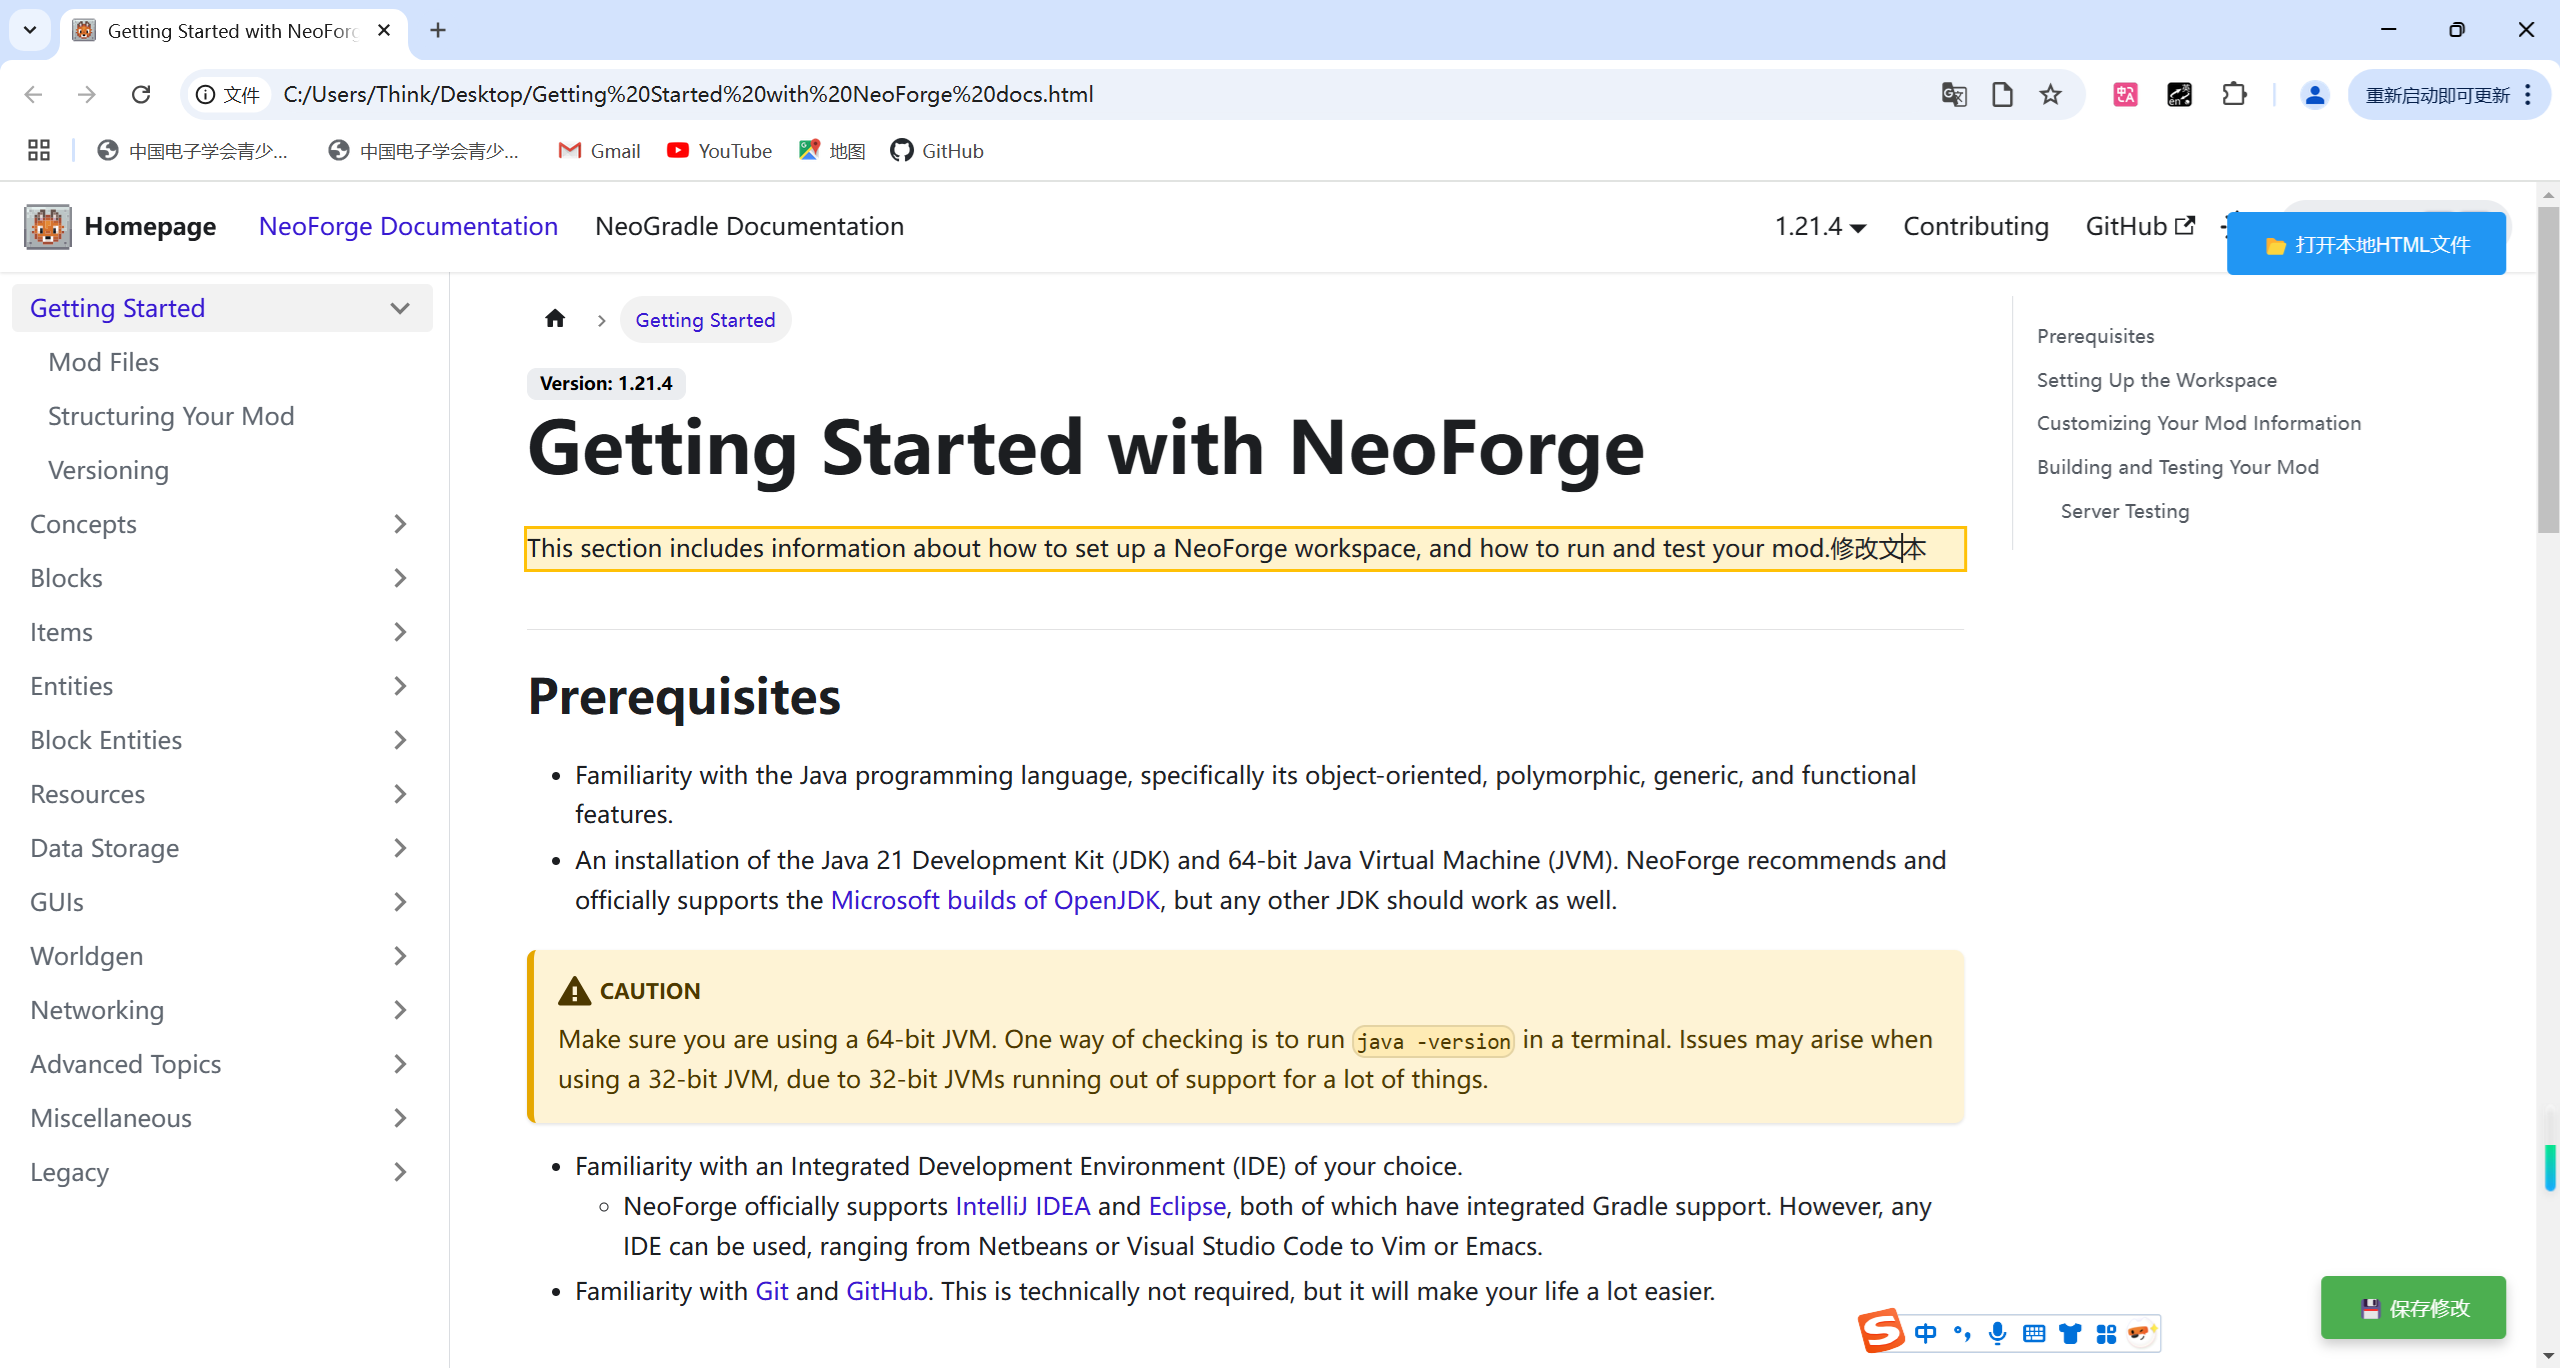 Getting Started with NeoForg
文件
C:/Users/Think/Desktop/Getting%20Started%20with%20NeoForge%20docs.html
重新启动即可更新
中国电子学会青少...
中国电子学会青少...
Gmail
YouTube
地图
GitHub
Homepage
NeoForge Documentation
NeoGradle Documentation
1.21.4
Contributing
GitHub
打开本地HTML文件
Getting Started
Mod Files
Structuring Your Mod
Versioning
Concepts
Blocks
Items
Entities
Block Entities
Resources
Data Storage
GUIs
Worldgen
Networking
Advanced Topics
Miscellaneous
Legacy
Getting Started
Version: 1.21.4
Getting Started with NeoForge
This section includes information about how to set up a NeoForge workspace, and how to run and test your mod.修改文本
Prerequisites
Familiarity with the Java programming language, specifically its object-oriented, polymorphic, generic, and functional
features.
An installation of the Java 21 Development Kit (JDK) and 64-bit Java Virtual Machine (JVM). NeoForge recommends and
officially supports the Microsoft builds of OpenJDK, but any other JDK should work as well.
CAUTION
Make sure you are using a 64-bit JVM. One way of checking is to run java -version in a terminal. Issues may arise when
using a 32-bit JVM, due to 32-bit JVMs running out of support for a lot of things.
Familiarity with an Integrated Development Environment (IDE) of your choice.
NeoForge officially supports IntelliJ IDEA and Eclipse, both of which have integrated Gradle support. However, any
IDE can be used, ranging from Netbeans or Visual Studio Code to Vim or Emacs.
Familiarity with Git and GitHub. This is technically not required, but it will make your life a lot easier.
Prerequisites
Setting Up the Workspace
Customizing Your Mod Information
Building and Testing Your Mod
Server Testing
保存修改
中